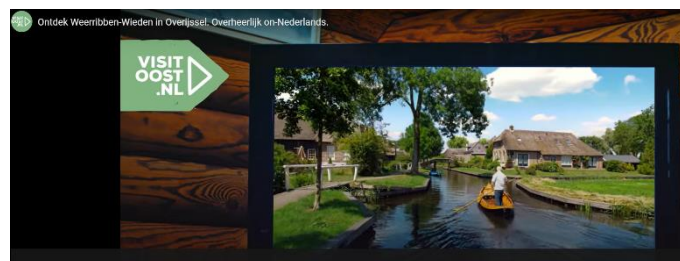 Ontdek Weerribben-Wieden in Overijssel. Overheerlijk on-Nederlands.
VISIT
OOST
.NL